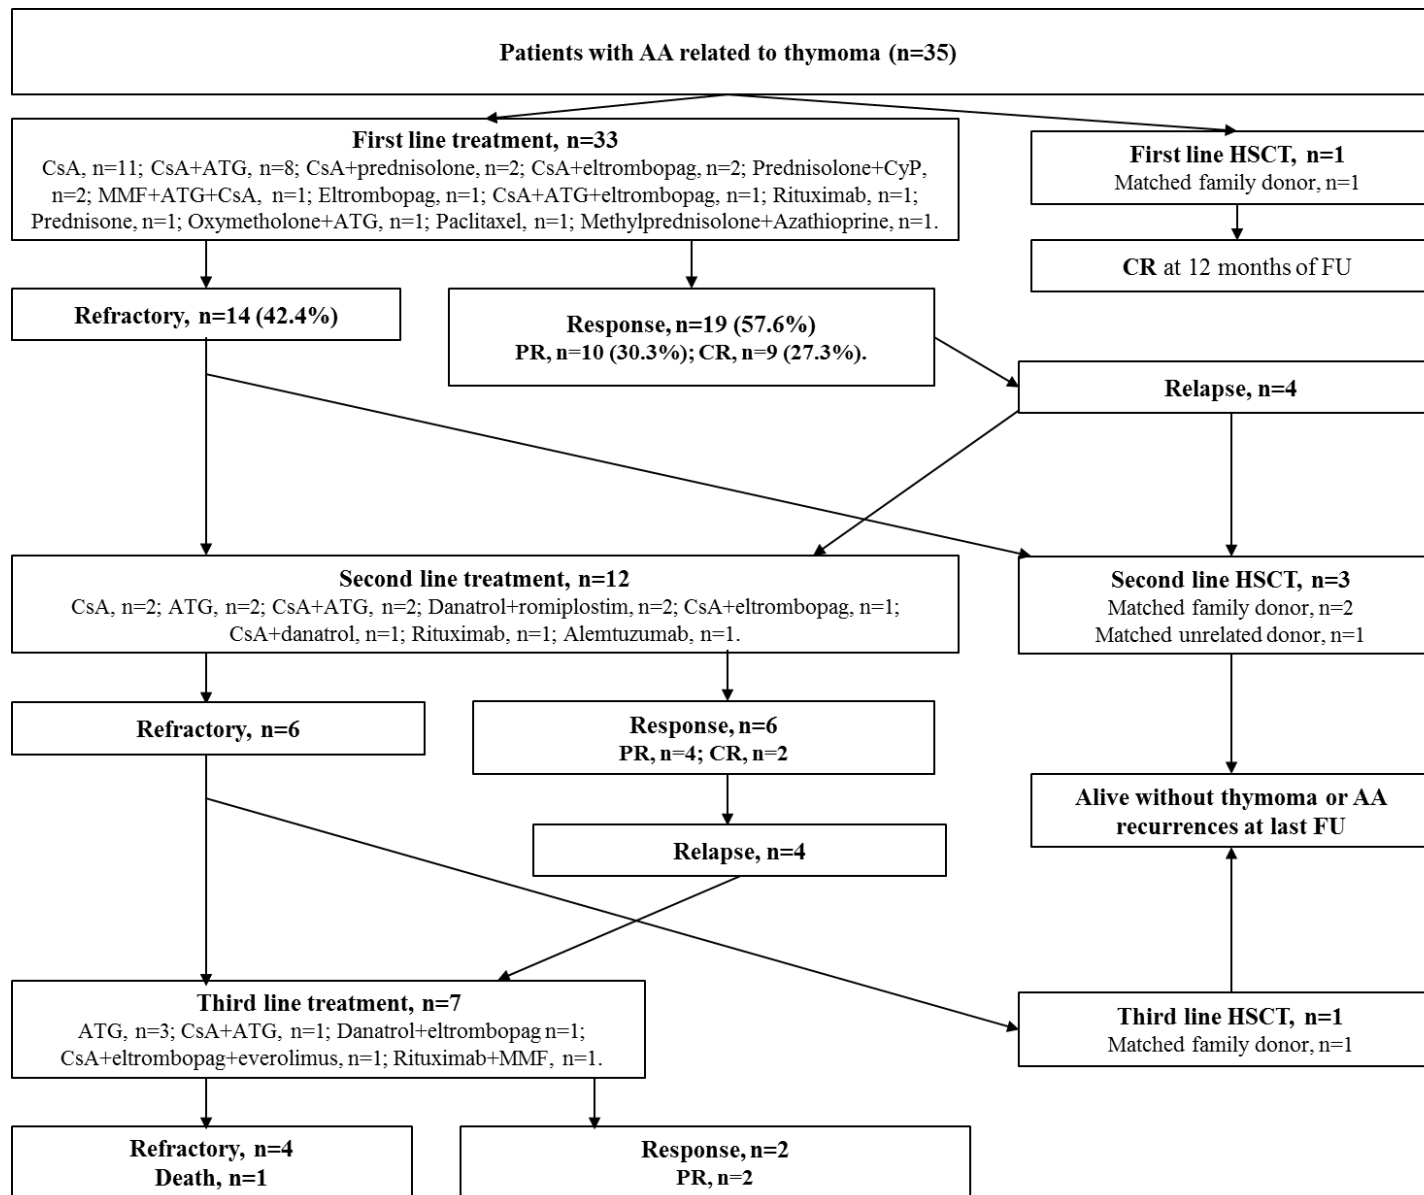 Patients with AA related to thymoma (n=35)
First line treatment, n=33
CsA, n=11; CsA+ATG, n=8; CsA+prednisolone, n=2; CsA+eltrombopag, n=2; Prednisolone+CyP,
n=2; MMF+ATG+CsA, n=1; Eltrombopag, n=1; CsA+ATG+eltrombopag, n=1; Rituximab, n=1;
Prednisone, n=1; Oxymetholone+ATG, n=1; Paclitaxel, n=1; Methylprednisolone+Azathioprine, n=1.
First line HSCT, n=1
Matched family donor, n=1
CR at 12 months of FU
Refractory, n=14 (42.4%)
Response, n=19 (57.6%)
PR, n=10 (30.3%); CR, n=9 (27.3%).
Relapse, n=4
Second line treatment, n=12
CsA, n=2; ATG, n=2; CsA+ATG, n=2; Danatrol+romiplostim, n=2; CsA+eltrombopag, n=1;
CsA+danatrol, n=1; Rituximab, n=1; Alemtuzumab, n=1.
Second line HSCT, n=3
Matched family donor, n=2
Matched unrelated donor, n=1
Refractory, n=6
Response, n=6
PR, n=4; CR, n=2
Alive without thymoma or AA
recurrences at last FU
Relapse, n=4
Third line treatment, n=7
ATG, n=3; CsA+ATG, n=1; Danatrol+eltrombopag n=1;
CsA+eltrombopag+everolimus, n=1; Rituximab+MMF, n=1.
Third line HSCT, n=1
Matched family donor, n=1
Refractory, n=4
Death, n=1
Response, n=2
PR, n=2